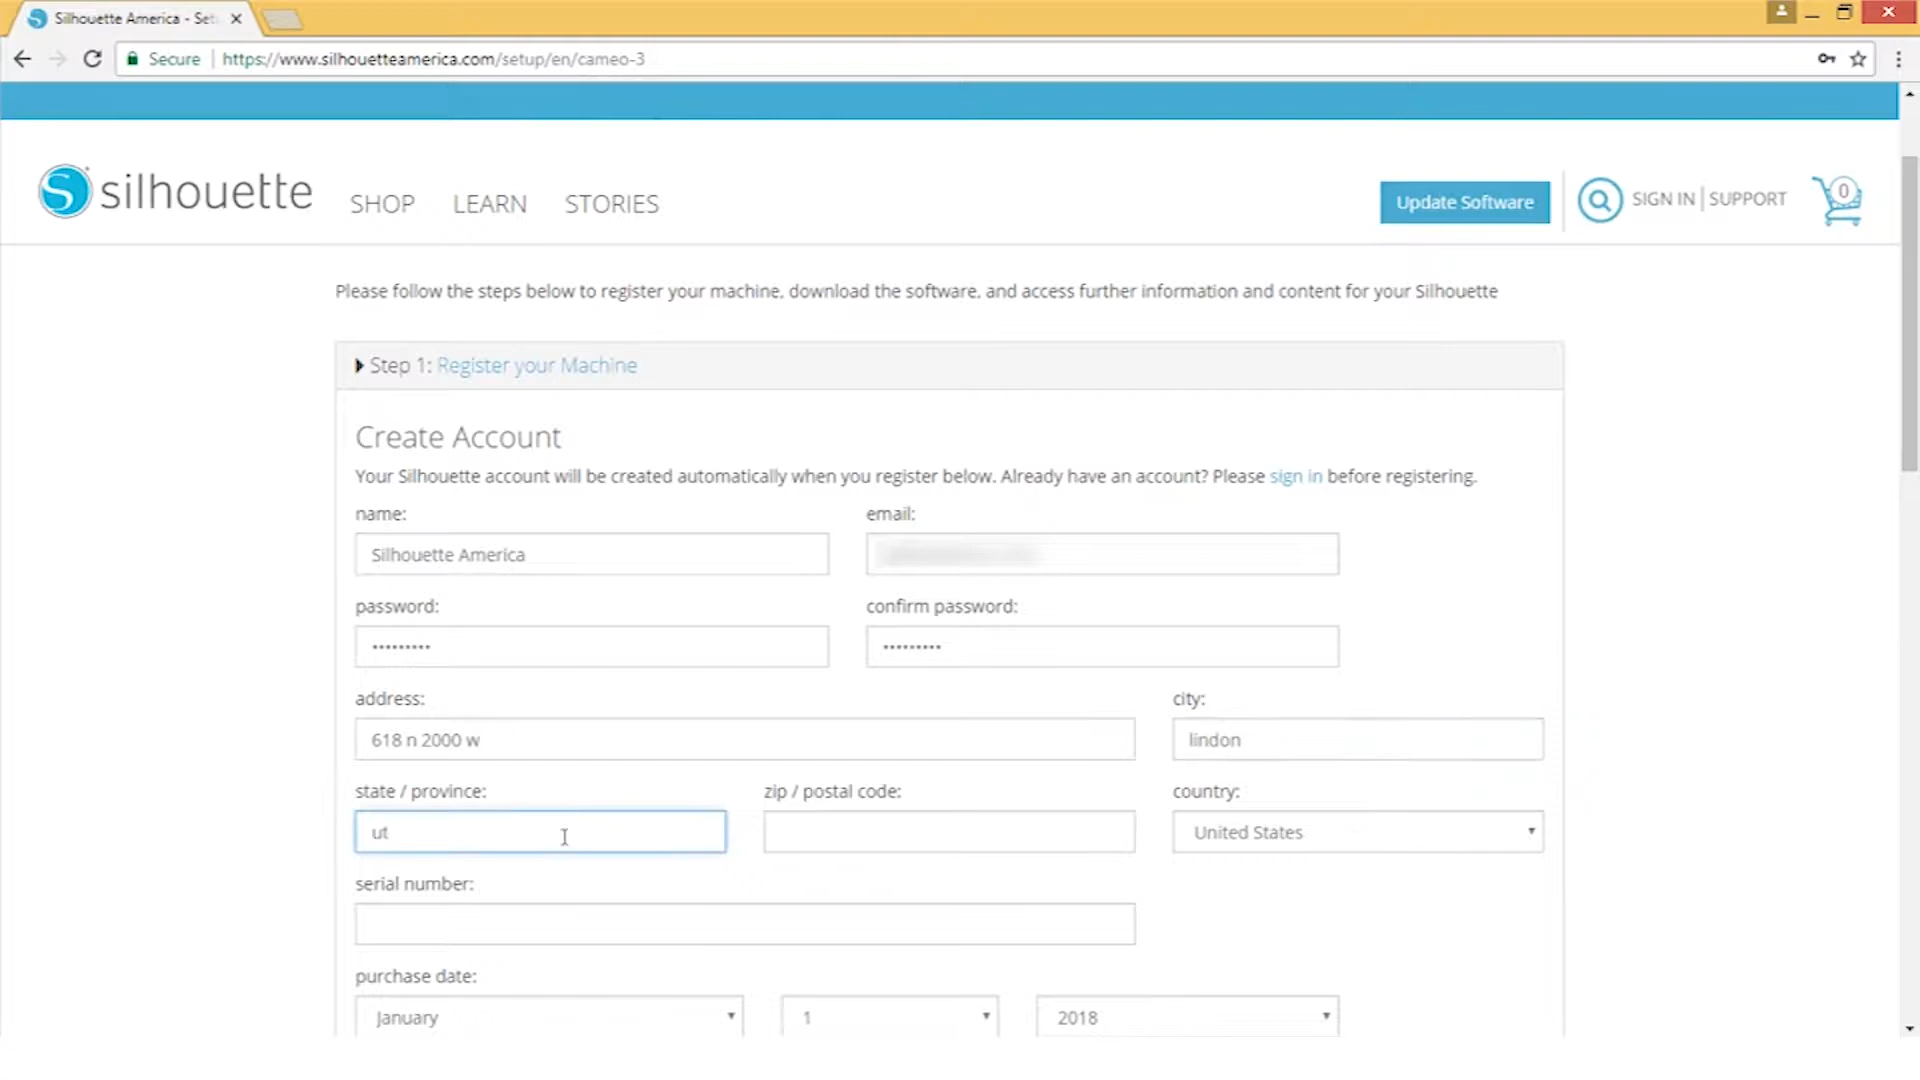 Silhouette America - Set
Secure | https://www.silhouetteamerica.com/setup/en/cameo-3
silhouette SHOP LEARN STORIES Update Software SIGN IN | SUPPORT 0
Please follow the steps below to register your machine, download the software, and access further information and content for your Silhouette
Step 1: Register your Machine
Create Account
Your Silhouette account will be created automatically when you register below. Already have an account? Please sign in before registering.
name: email:
Silhouette America
password: confirm password:
••••••••• •••••••••
address: city:
618 n 2000 w lindon
state / province: zip / postal code: country:
ut United States
serial number:
purchase date:
January 1 2018